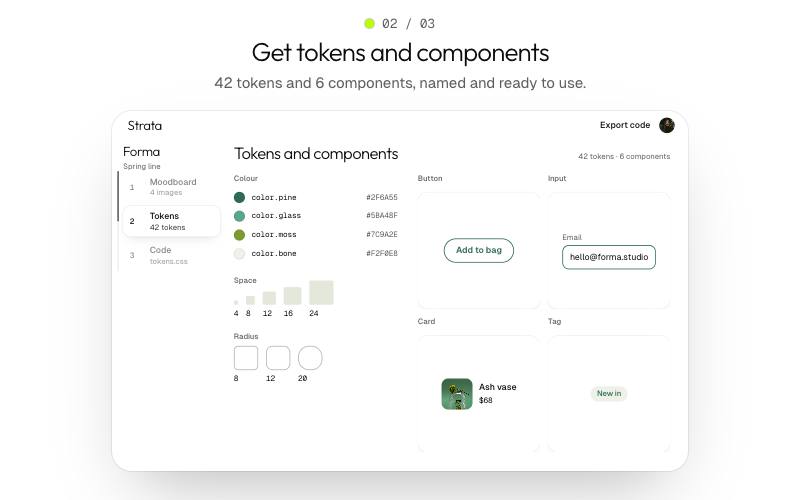 02 / 03
Get tokens and components
42 tokens and 6 components, named and ready to use.
Strata
Export code
Forma
Spring line
1 Moodboard
4 images
2 Tokens
42 tokens
3 Code
tokens.css
Tokens and components
42 tokens · 6 components
Colour
color.pine #2F6A55
color.glass #5BA48F
color.moss #7C9A2E
color.bone #F2F0E8
Space
4 8 12 16 24
Radius
8 12 20
Button
Add to bag
Input
Email
hello@forma.studio
Card
Ash vase
$68
Tag
New in